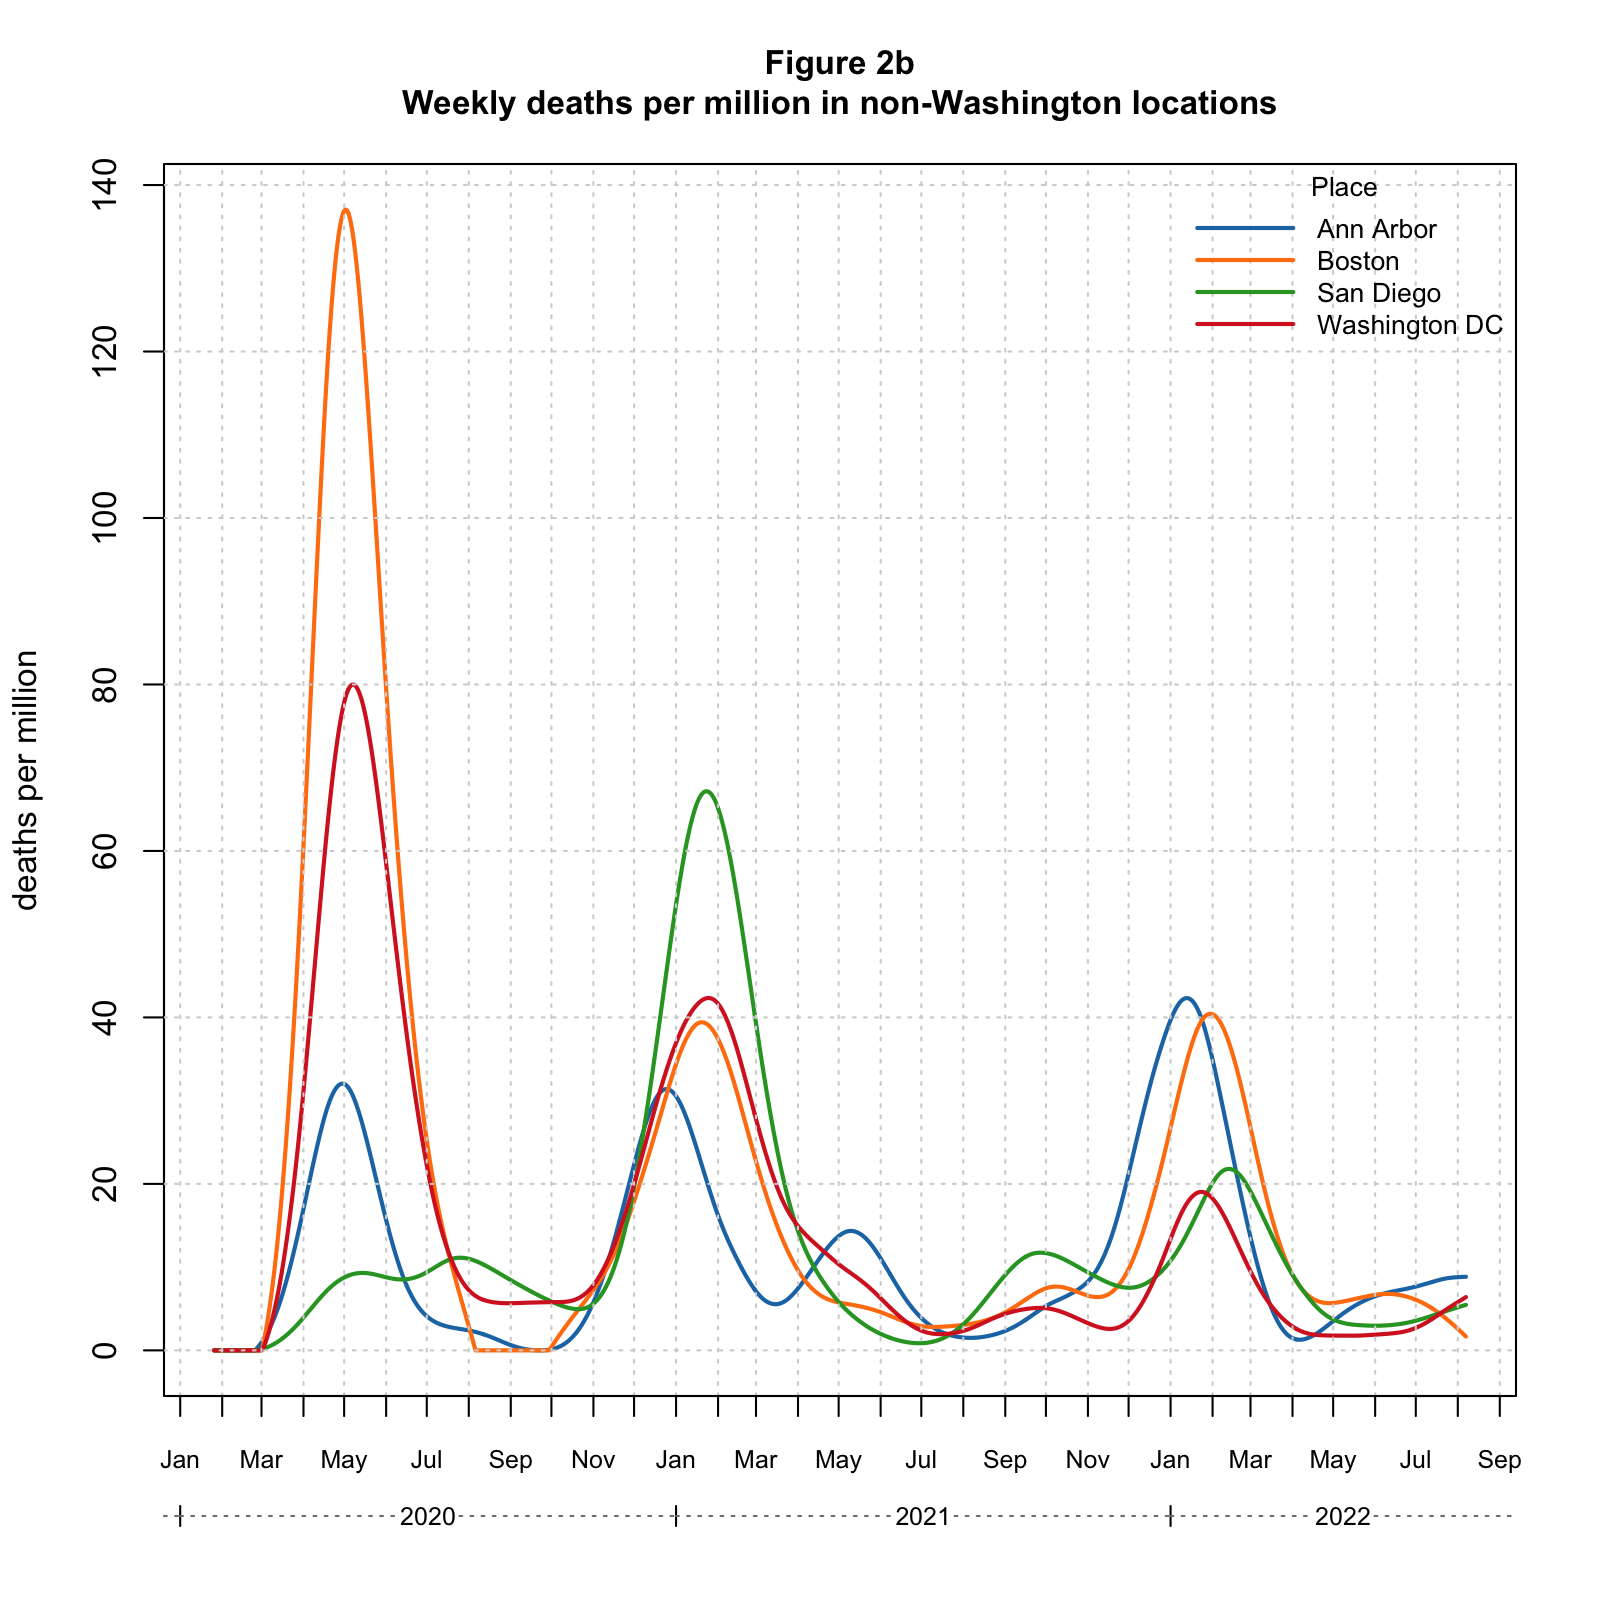 Figure 2b
Weekly deaths per million in non-Washington locations
Place
Ann Arbor
Boston
San Diego
Washington DC
deaths per million
140
120
100
80
60
40
20
0
Jan Mar May Jul Sep Nov Jan Mar May Jul Sep Nov Jan Mar May Jul Sep
2020 2021 2022